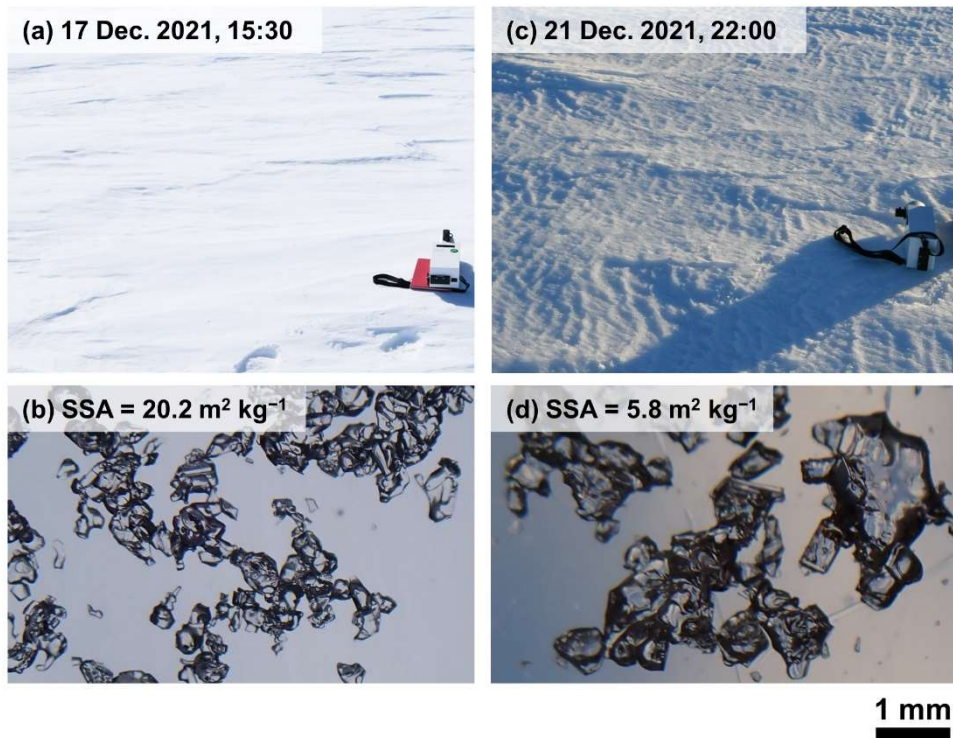 (a) 17 Dec. 2021, 15:30
(c) 21 Dec. 2021, 22:00
(b) SSA = 20.2 m² kg⁻¹
(d) SSA = 5.8 m² kg⁻¹
1 mm